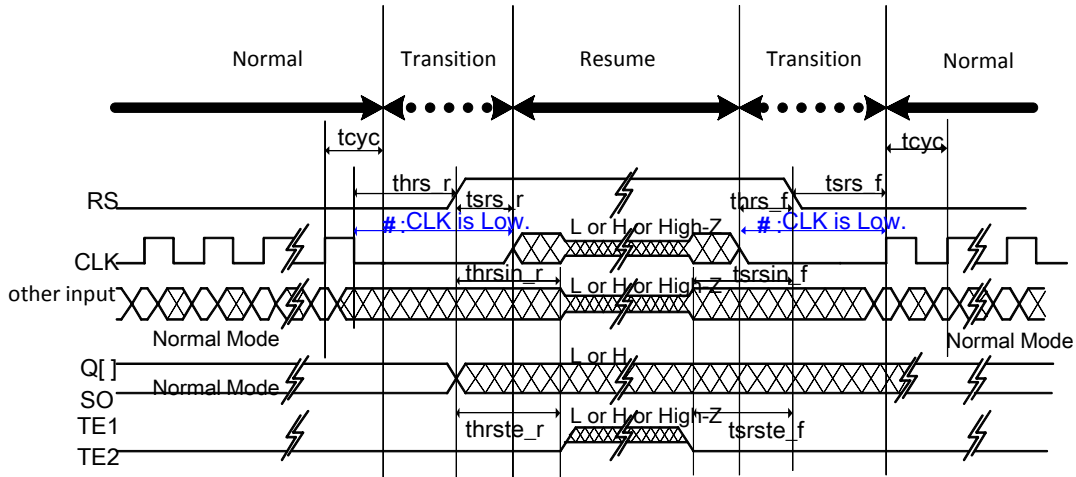 Normal Transition Resume Transition Normal
tcyc tcyc
thrs_r tsrs_r thrs_f tsrs_f
RS
#:CLK is Low. L or H or High-Z #:CLK is Low.
CLK
thrsin_r tsrsin_f
other input L or H or High-Z
Normal Mode Normal Mode
Q[ ] L or H
Normal Mode
SO
TE1 L or H or High-Z
thrste_r tsrste_f
TE2